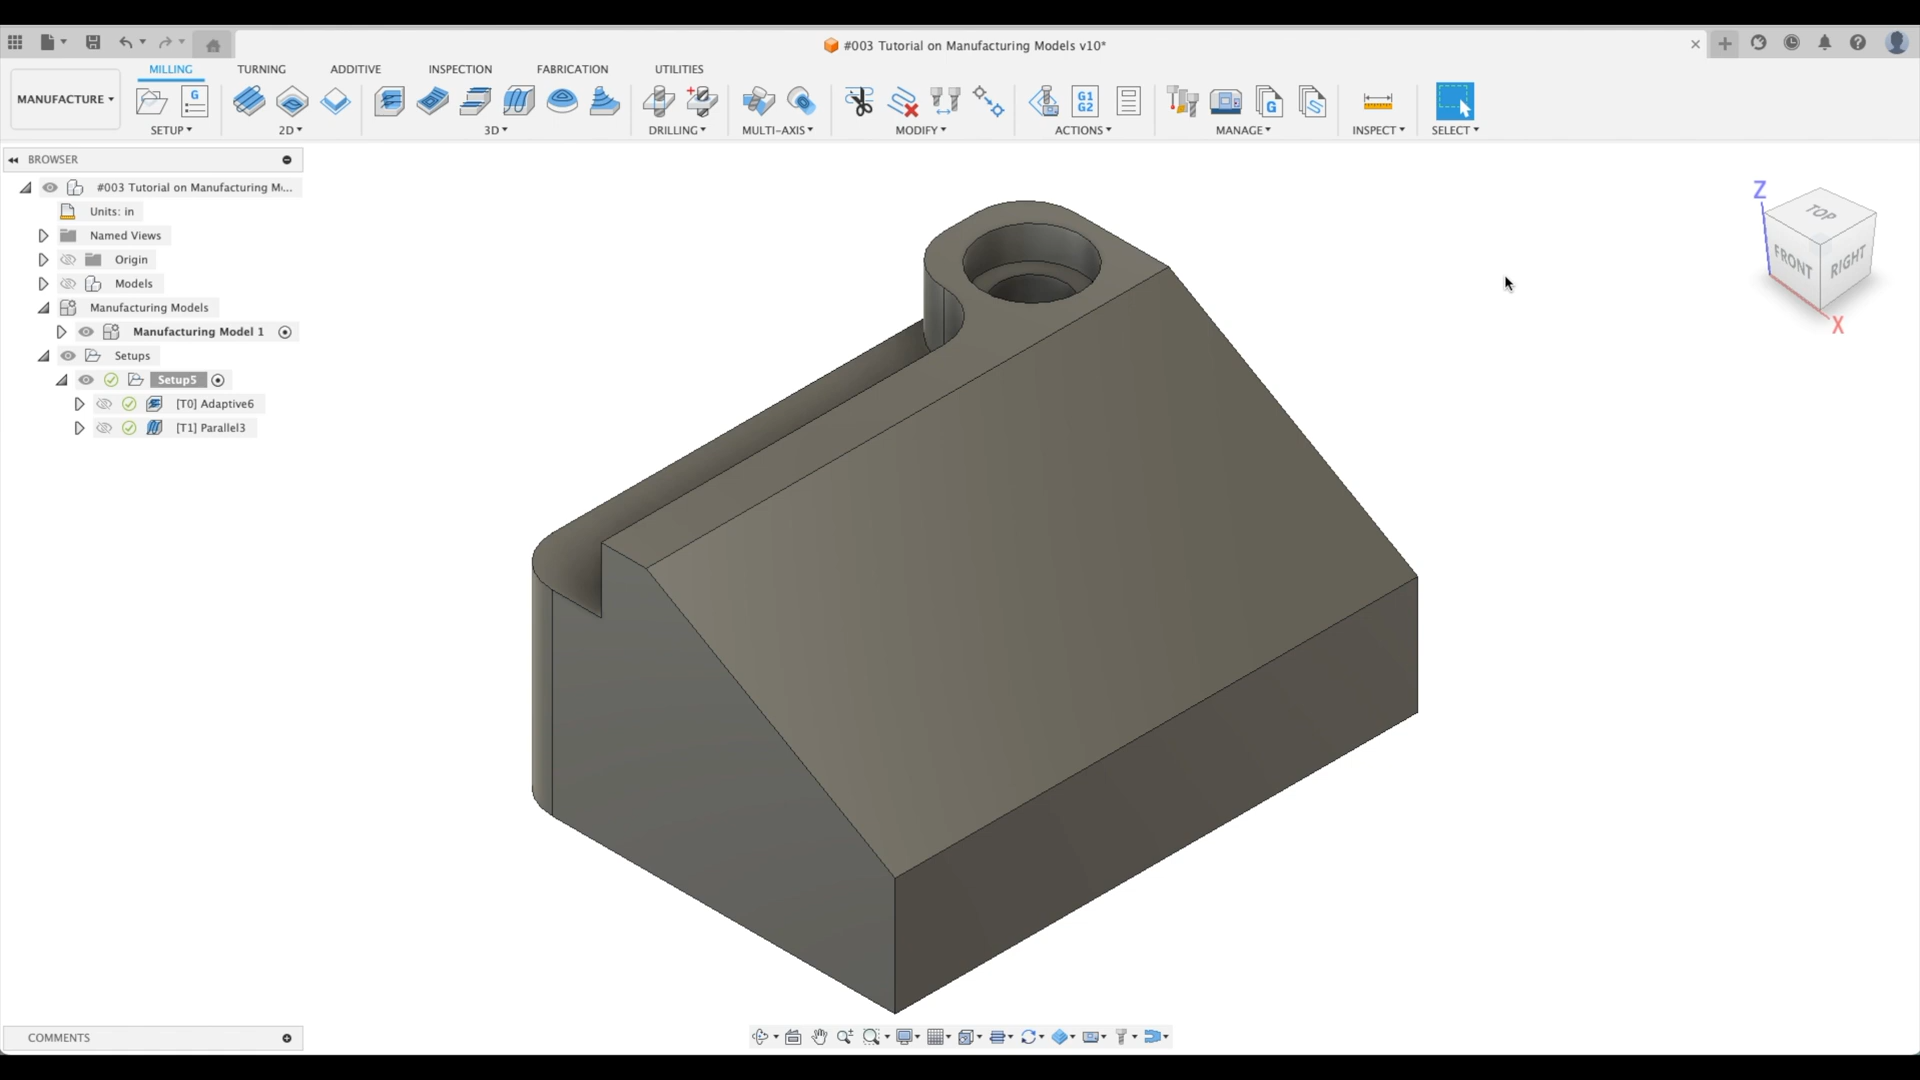 #003 Tutorial on Manufacturing Models v10*
MANUFACTURE
MILLING TURNING ADDITIVE INSPECTION FABRICATION UTILITIES
G
G1
G2
G
SETUP 2D 3D DRILLING MULTI-AXIS MODIFY ACTIONS MANAGE INSPECT SELECT
BROWSER
#003 Tutorial on Manufacturing M...
Units: in
Named Views
Origin
Models
Manufacturing Models
Manufacturing Model 1
Setups
Setup5
[T0] Adaptive6
[T1] Parallel3
Z
TOP
FRONT
RIGHT
X
COMMENTS